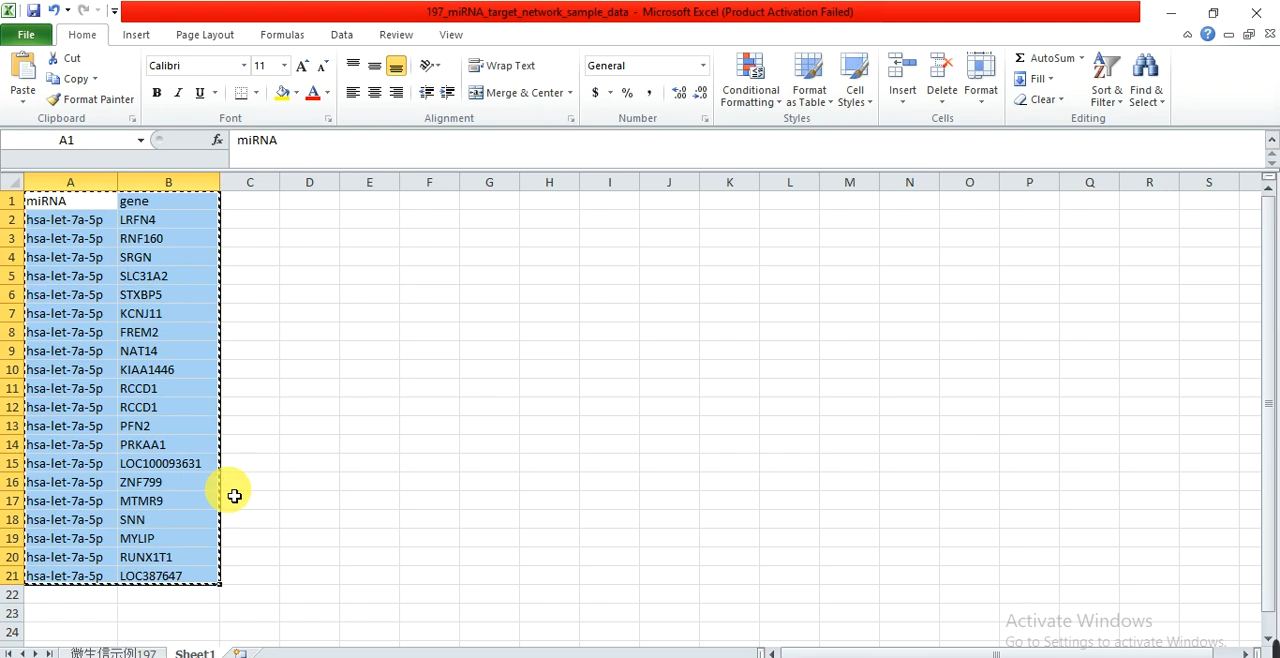 197_miRNA_target_network_sample_data - Microsoft Excel (Product Activation Failed)
File Home Insert Page Layout Formulas Data Review View
Paste Cut Copy Format Painter
Calibri 11
B I U
Wrap Text
Merge & Center
General
$ % ,
Conditional Formatting Format as Table Cell Styles
Insert Delete Format
AutoSum
Fill
Clear
Sort & Filter Find & Select
Clipboard Font Alignment Number Styles Cells Editing
A1 fx miRNA
A B C D E F G H I J K L M N O P Q R S
1 miRNA gene
2 hsa-let-7a-5p LRFN4
3 hsa-let-7a-5p RNF160
4 hsa-let-7a-5p SRGN
5 hsa-let-7a-5p SLC31A2
6 hsa-let-7a-5p STXBP5
7 hsa-let-7a-5p KCNJ11
8 hsa-let-7a-5p FREM2
9 hsa-let-7a-5p NAT14
10 hsa-let-7a-5p KIAA1446
11 hsa-let-7a-5p RCCD1
12 hsa-let-7a-5p RCCD1
13 hsa-let-7a-5p PFN2
14 hsa-let-7a-5p PRKAA1
15 hsa-let-7a-5p LOC100093631
16 hsa-let-7a-5p ZNF799
17 hsa-let-7a-5p MTMR9
18 hsa-let-7a-5p SNN
19 hsa-let-7a-5p MYLIP
20 hsa-let-7a-5p RUNX1T1
21 hsa-let-7a-5p LOC387647
22
23
24
Activate Windows
Go to Settings to activate Windows.
微生信示例197 Sheet1